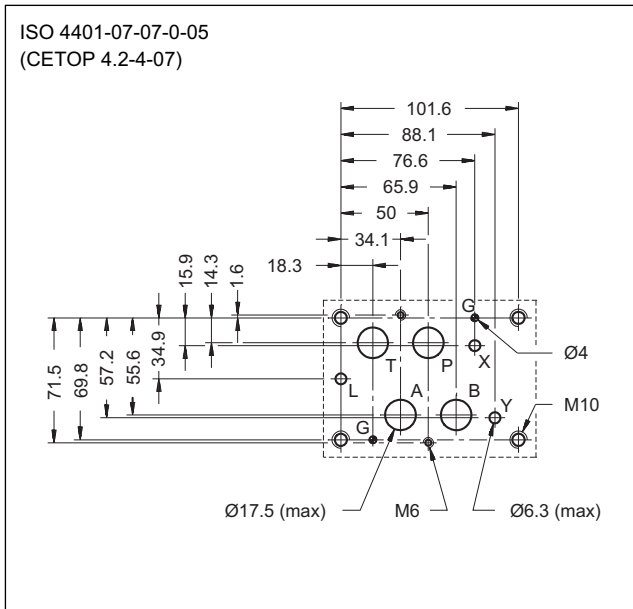 ISO 4401-07-07-0-05
(CETOP 4.2-4-07)
101.6
88.1
76.6
65.9
50
34.1
18.3
15.9
14.3
1.6
G
Ø4
T
P
X
71.5
69.8
57.2
55.6
34.9
L
A
B
Y
M10
G
Ø17.5 (max)
M6
Ø6.3 (max)